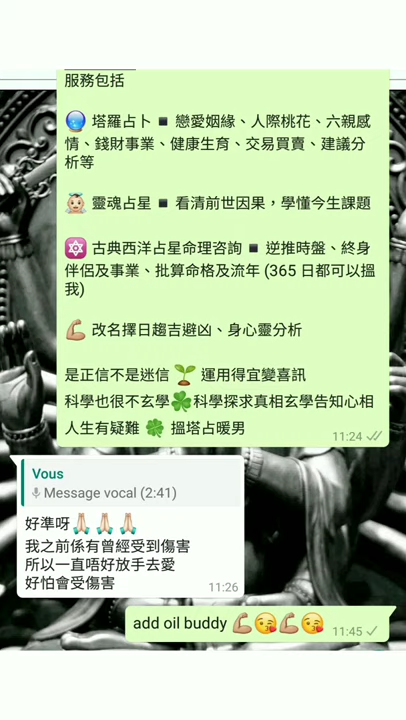 服務包括
🔮 塔羅占卜 ◾ 戀愛姻緣、人際桃花、六親感
情、錢財事業、健康生育、交易買賣、建議分
析等
👼🏼 靈魂占星 ◾ 看清前世因果，學懂今生課題
🔯 古典西洋占星命理咨詢 ◾ 逆推時盤、終身
伴侶及事業、批算命格及流年 (365 日都可以搵
我)
💪🏼 改名擇日趨吉避凶、身心靈分析
是正信不是迷信 🌱 運用得宜變喜訊
科學也很不玄學🍀科學探求真相玄學告知心相
人生有疑難 🍀 搵塔占暖男
11:24
Vous
Message vocal (2:41)
好準呀🙏🏻🙏🏻🙏🏻
我之前係有曾經受到傷害
所以一直唔好放手去愛
好怕會受傷害
11:26
add oil buddy 💪🏼😘💪🏼😘
11:45